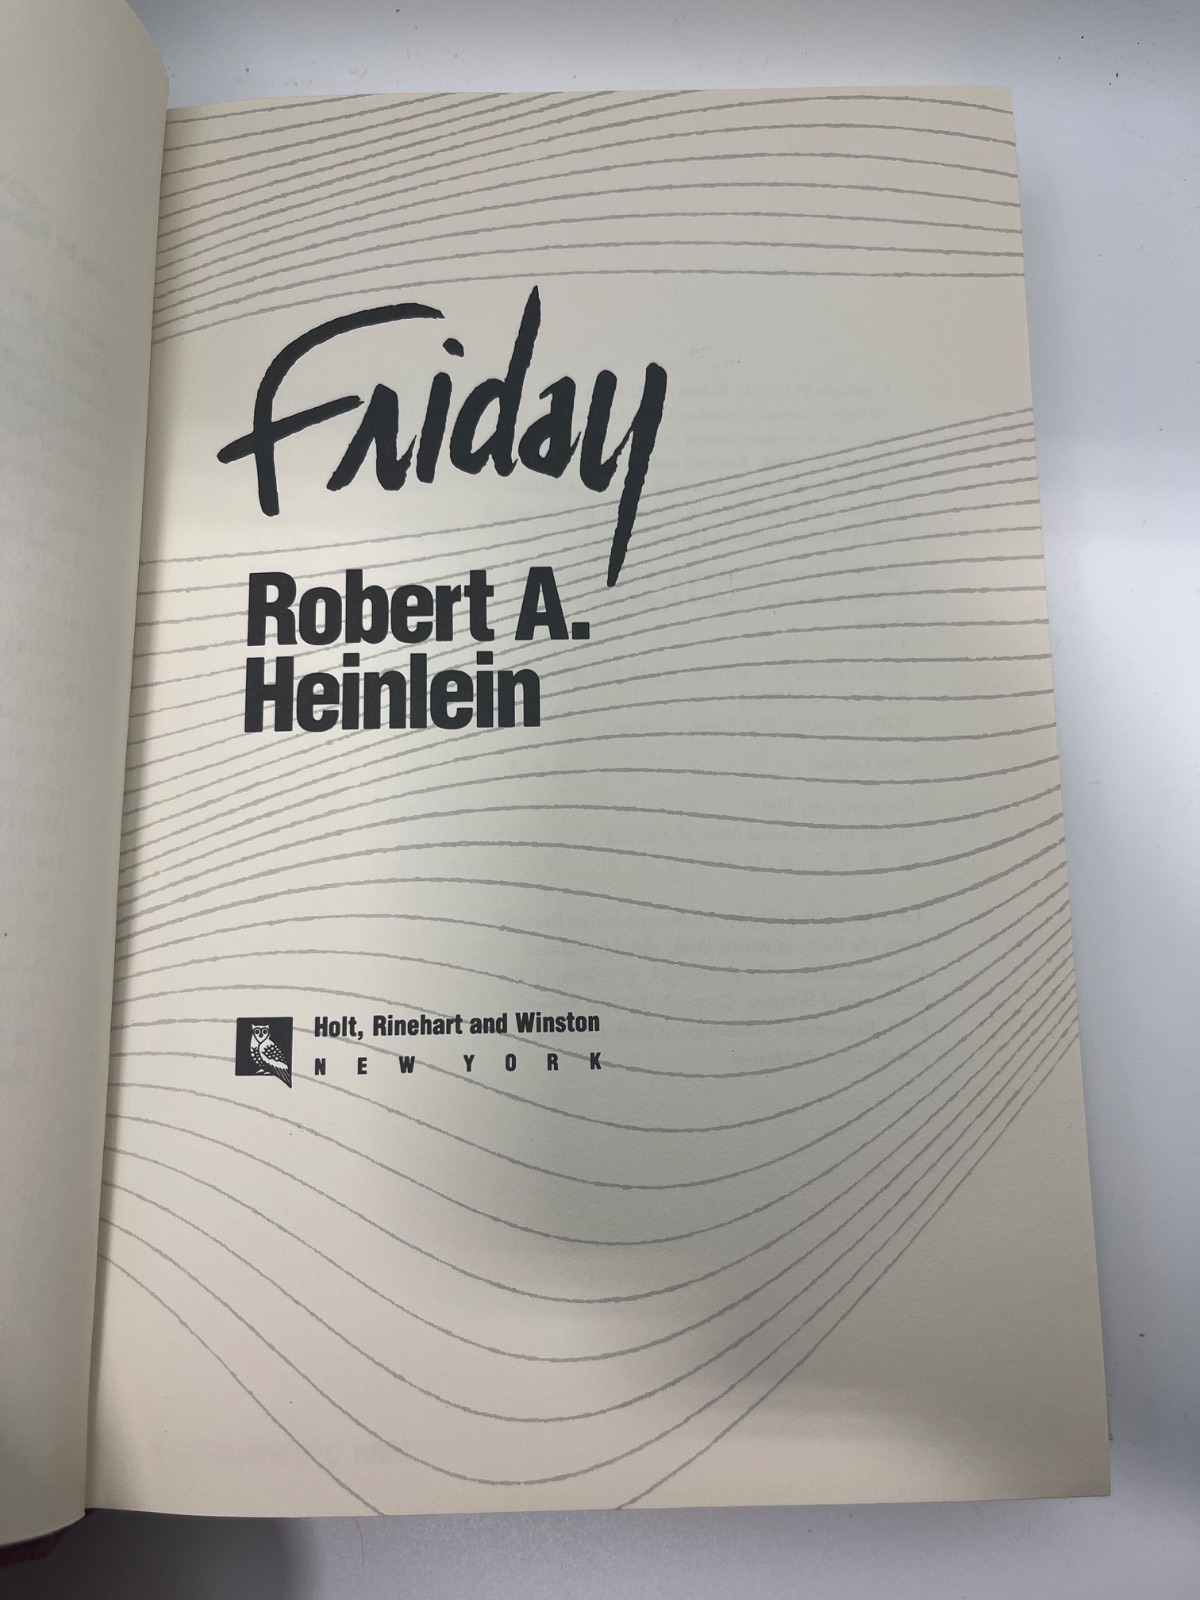 Friday
Robert A.
Heinlein
Holt, Rinehart and Winston
NEW YORK